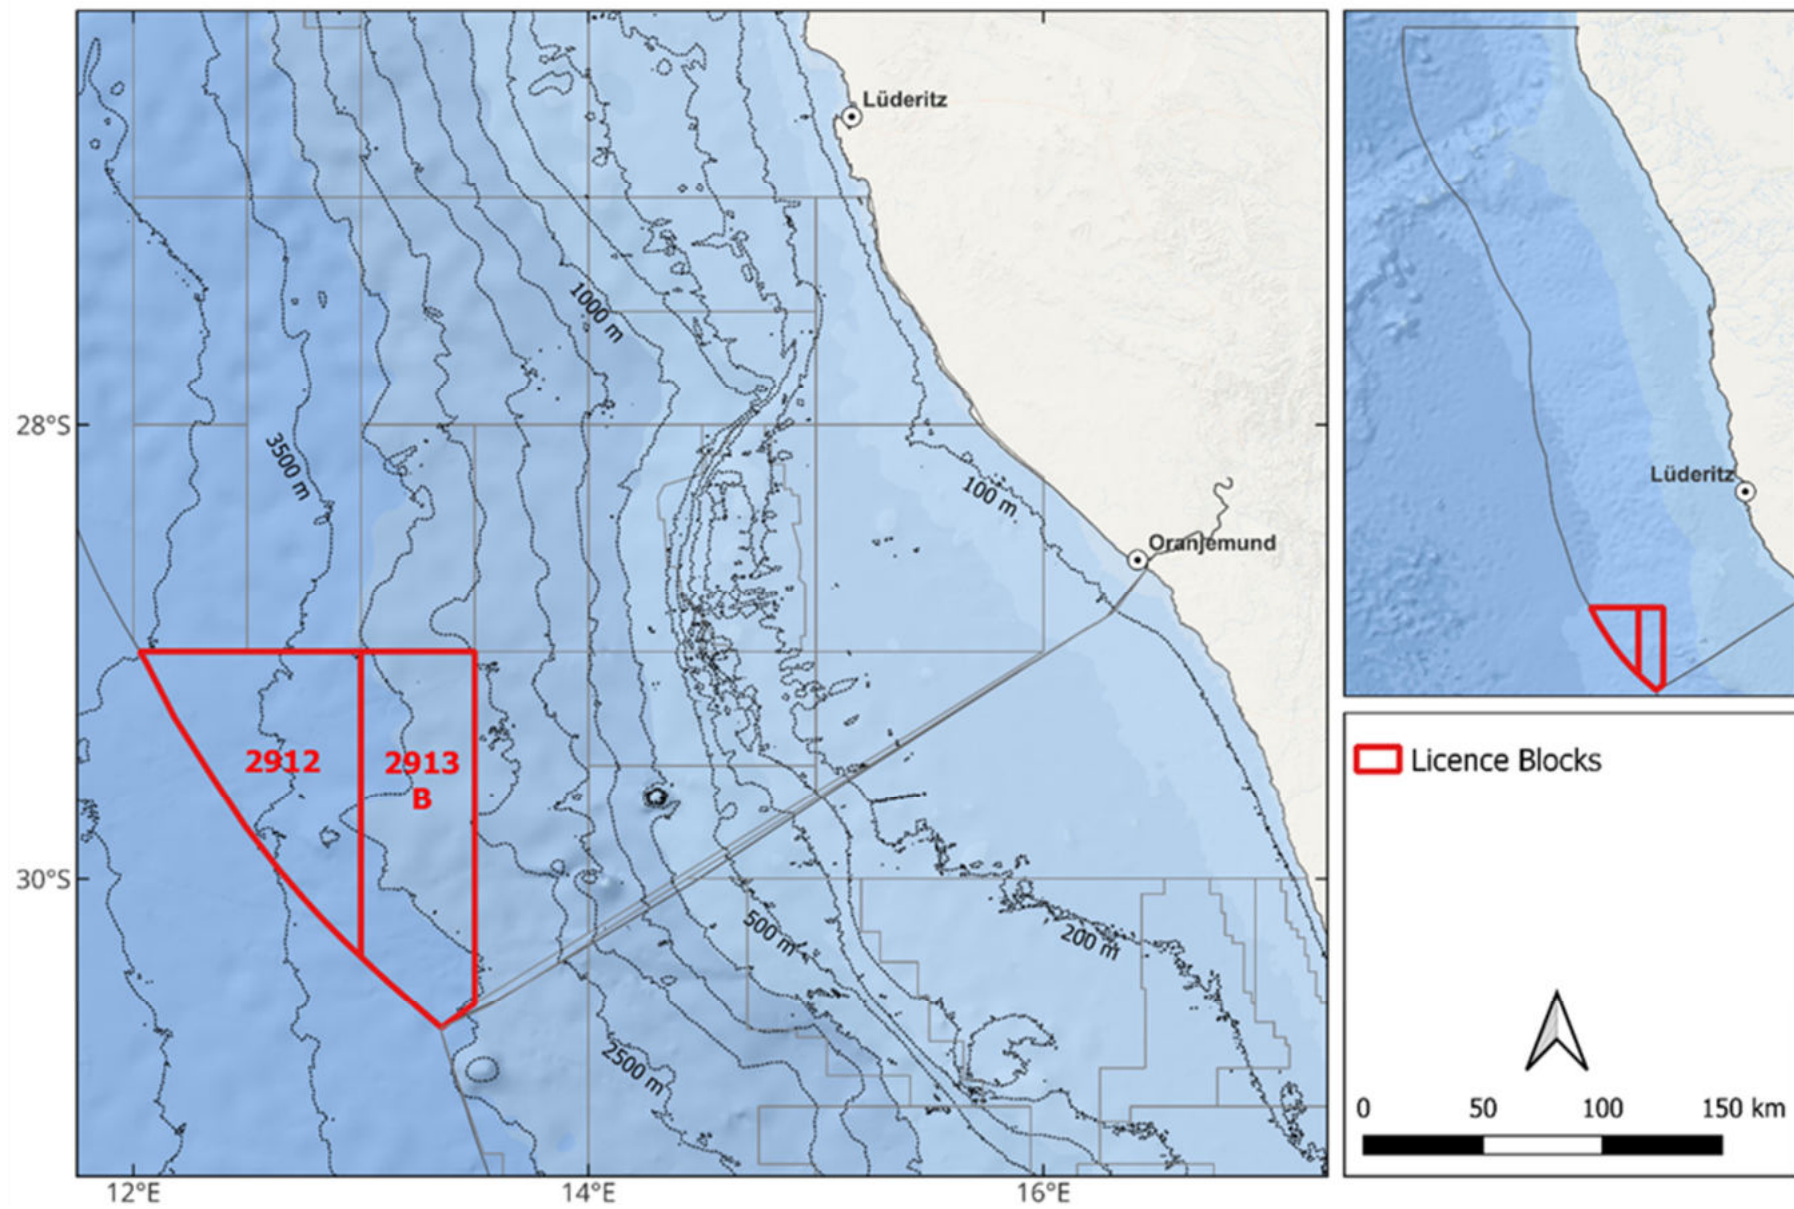 Lüderitz
1000 m
28°S
3500 m
100 m
Oranjemund
2912
2913
B
30°S
500 m
200 m
2500 m
12°E
14°E
16°E
Lüderitz
Licence Blocks
0 50 100 150 km